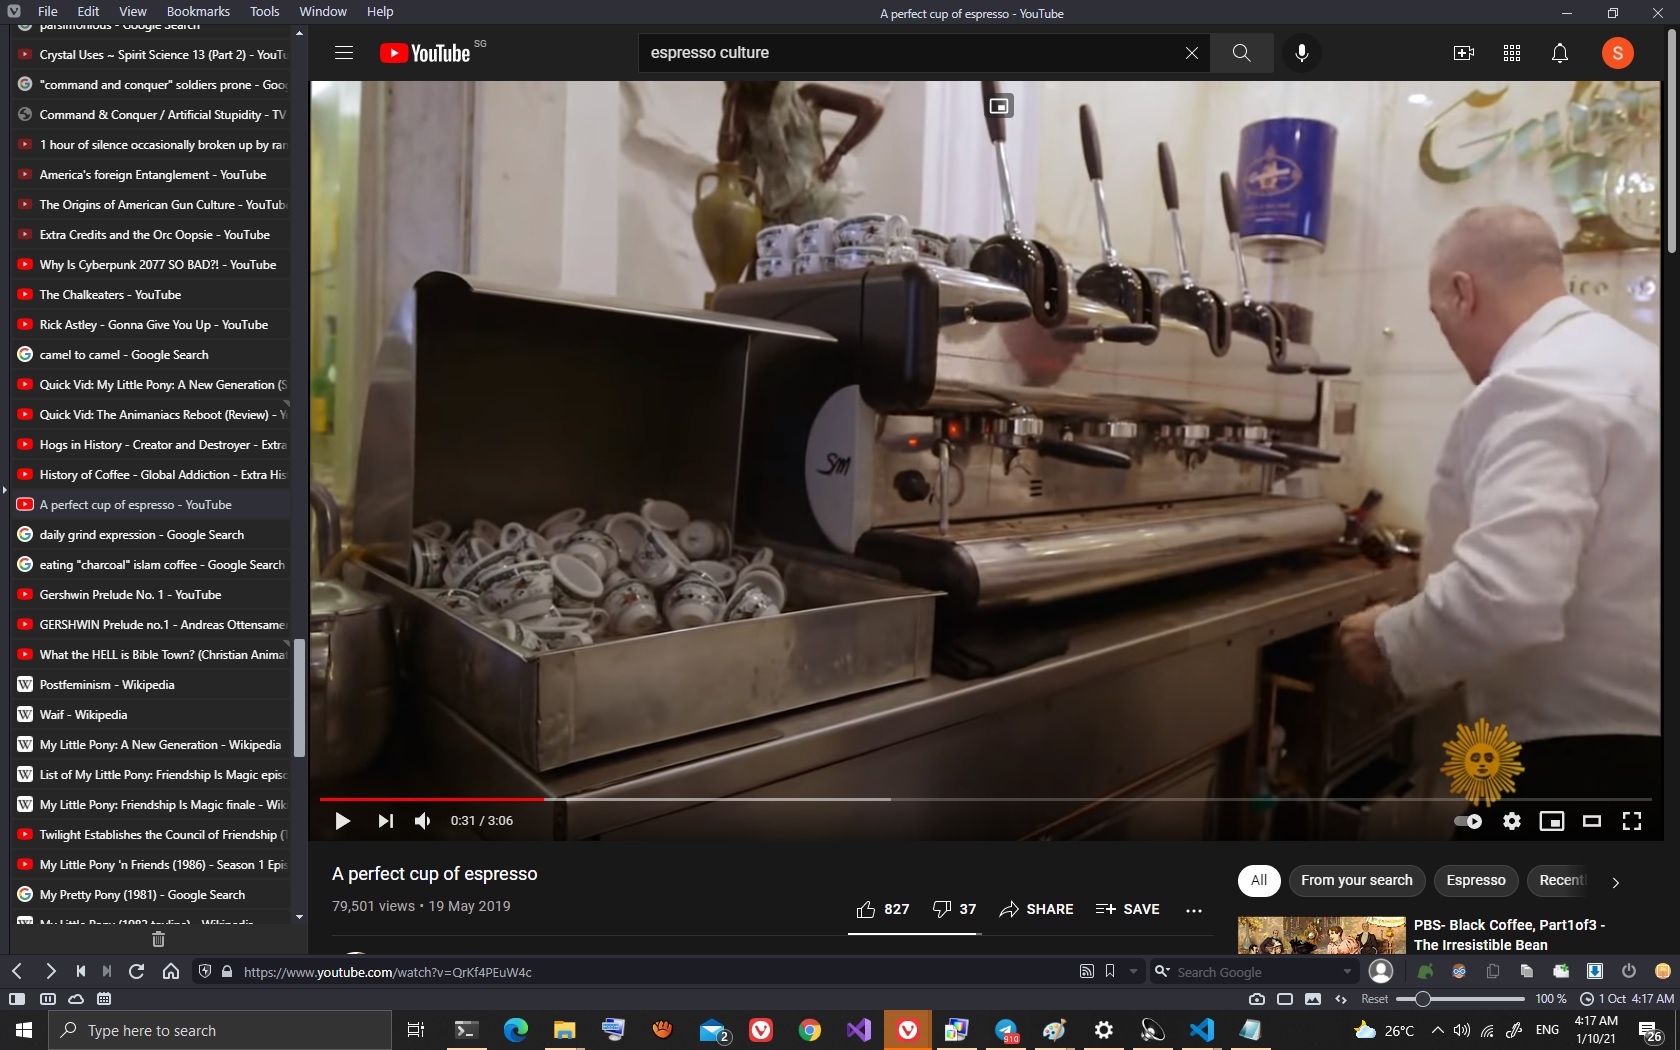 File Edit View Bookmarks Tools Window Help
A perfect cup of espresso - YouTube
parsimonious - Google Search
Crystal Uses ~ Spirit Science 13 (Part 2) - YouTu
"command and conquer" soldiers prone - Goo
Command & Conquer / Artificial Stupidity - TV
1 hour of silence occasionally broken up by ran
America's foreign Entanglement - YouTube
The Origins of American Gun Culture - YouTube
Extra Credits and the Orc Oopsie - YouTube
Why Is Cyberpunk 2077 SO BAD?! - YouTube
The Chalkeaters - YouTube
Rick Astley - Gonna Give You Up - YouTube
camel to camel - Google Search
Quick Vid: My Little Pony: A New Generation (S
Quick Vid: The Animaniacs Reboot (Review) - Y
Hogs in History - Creator and Destroyer - Extra
History of Coffee - Global Addiction - Extra His
A perfect cup of espresso - YouTube
daily grind expression - Google Search
eating "charcoal" islam coffee - Google Search
Gershwin Prelude No. 1 - YouTube
GERSHWIN Prelude no.1 - Andreas Ottensame
What the HELL is Bible Town? (Christian Anima
Postfeminism - Wikipedia
Waif - Wikipedia
My Little Pony: A New Generation - Wikipedia
List of My Little Pony: Friendship Is Magic episo
My Little Pony: Friendship Is Magic finale - Wik
Twilight Establishes the Council of Friendship (T
My Little Pony 'n Friends (1986) - Season 1 Epis
My Pretty Pony (1981) - Google Search
YouTube SG
espresso culture
S
SM
0:31 / 3:06
A perfect cup of espresso
79,501 views • 19 May 2019
827 37 SHARE SAVE
All From your search Espresso Recent
PBS- Black Coffee, Part1of3 -
The Irresistible Bean
https://www.youtube.com/watch?v=QrKf4PEuW4c
Search Google
Reset 100 % 1 Oct 4:17 AM
Type here to search
2
910
26°C
ENG
4:17 AM
1/10/21
26